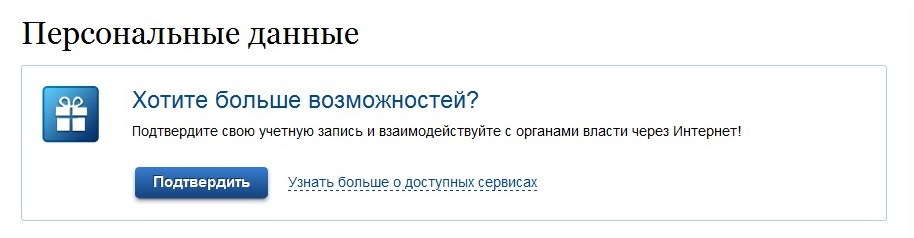 Персональные данные
Хотите больше возможностей?
Подтвердите свою учетную запись и взаимодействуйте с органами власти через Интернет!
Подтвердить
Узнать больше о доступных сервисах